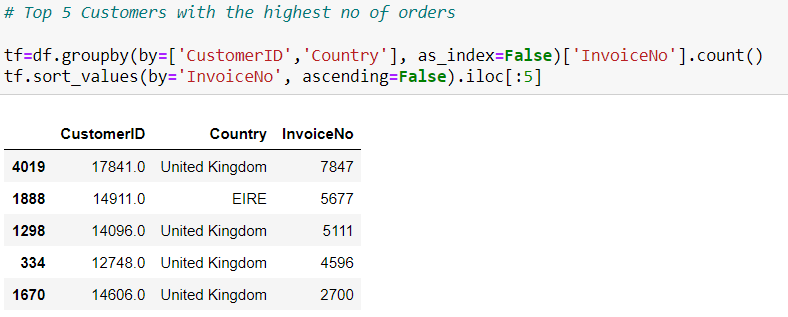 # Top 5 Customers with the highest no of orders
tf=df.groupby(by=['CustomerID','Country'], as_index=False)['InvoiceNo'].count()
tf.sort_values(by='InvoiceNo', ascending=False).iloc[:5]
CustomerID Country InvoiceNo
4019 17841.0 United Kingdom 7847
1888 14911.0 EIRE 5677
1298 14096.0 United Kingdom 5111
334 12748.0 United Kingdom 4596
1670 14606.0 United Kingdom 2700